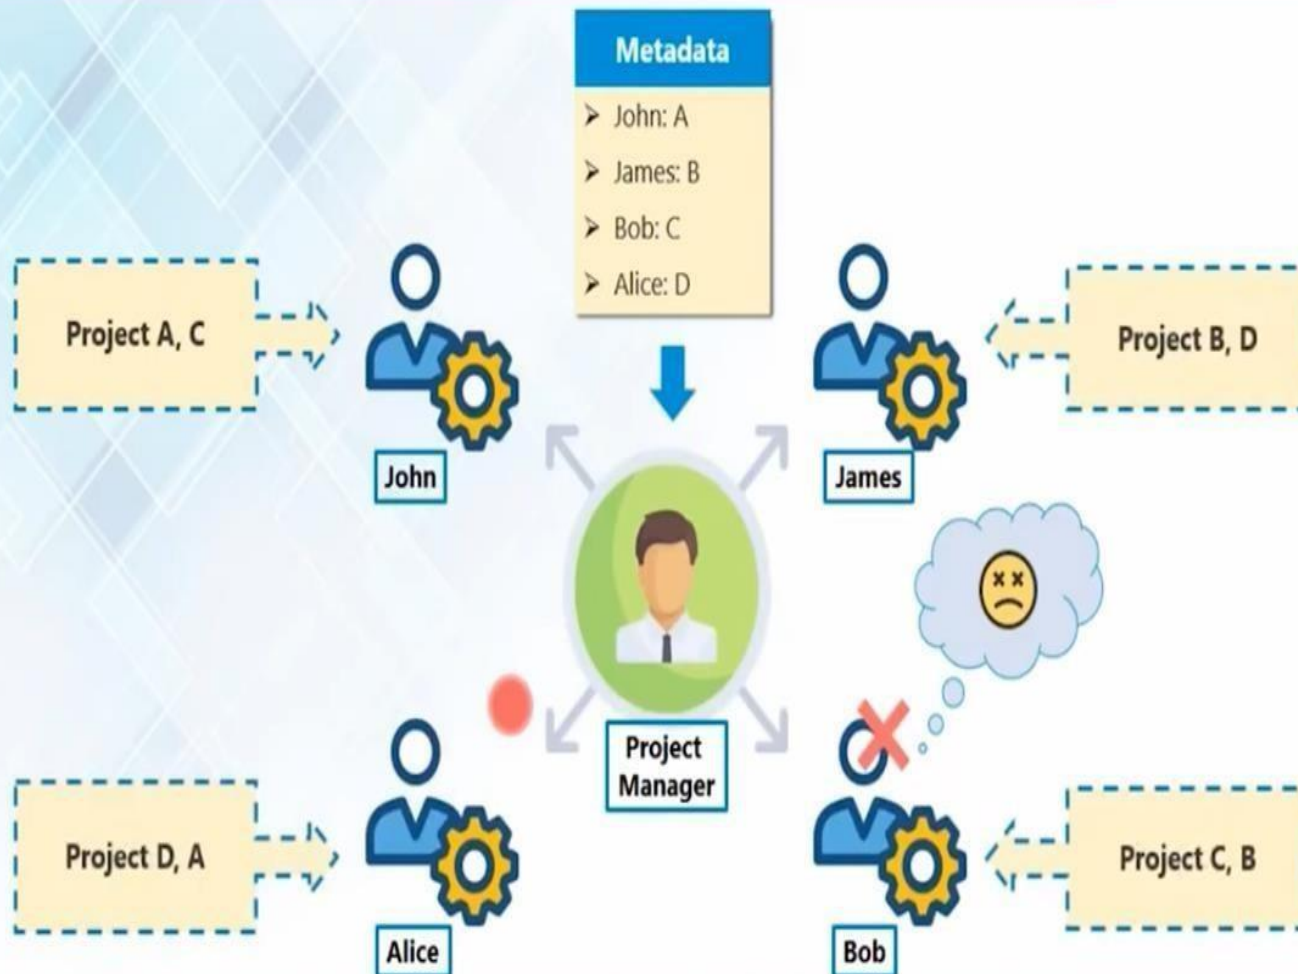 Metadata
➢ John: A
➢ James: B
➢ Bob: C
➢ Alice: D
Project A, C
John
James
Project B, D
Project
Manager
Project D, A
Alice
Bob
Project C, B